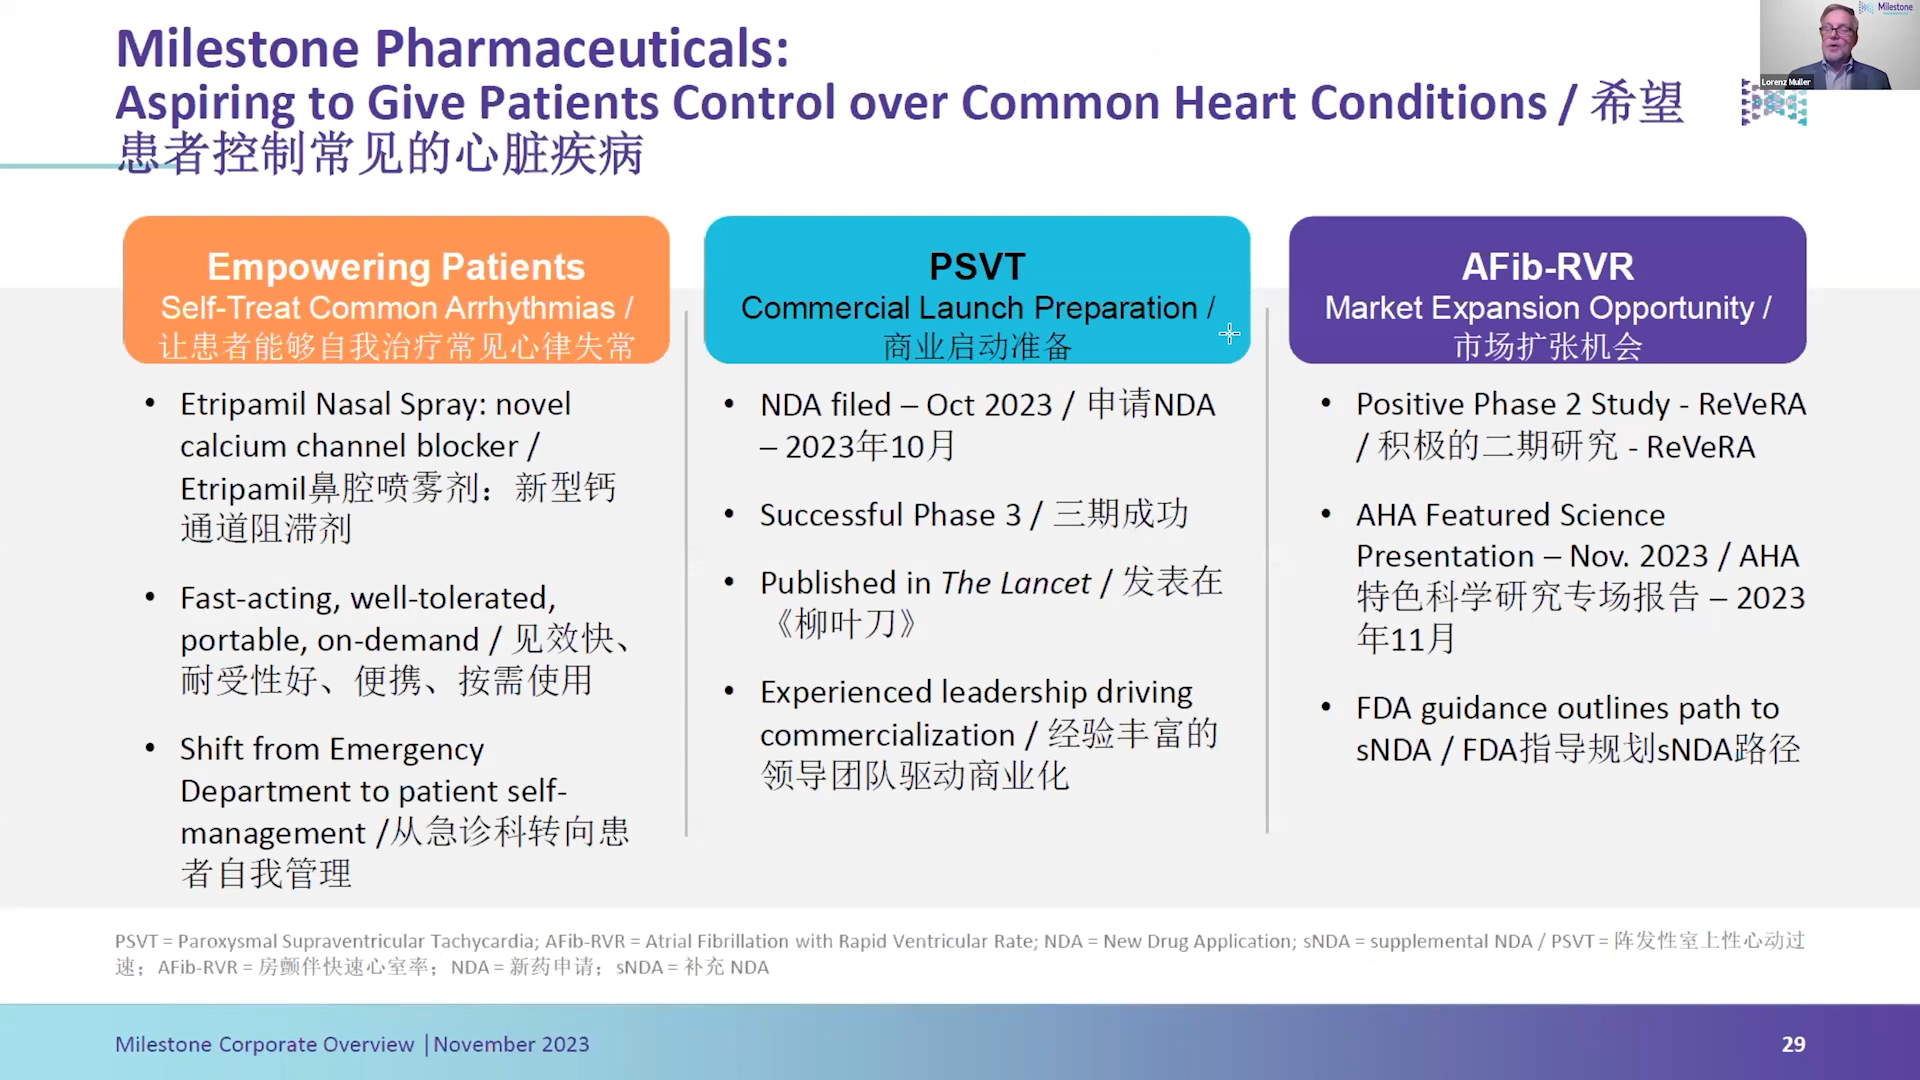 Milestone Pharmaceuticals:
Aspiring to Give Patients Control over Common Heart Conditions / 希望
患者控制常见的心脏疾病
Milestone
Lorenz Muller
Empowering Patients
Self-Treat Common Arrhythmias /
让患者能够自我治疗常见心律失常
• Etripamil Nasal Spray: novel
calcium channel blocker /
Etripamil鼻腔喷雾剂：新型钙
通道阻滞剂
• Fast-acting, well-tolerated,
portable, on-demand / 见效快、
耐受性好、便携、按需使用
• Shift from Emergency
Department to patient self-
management /从急诊科转向患
者自我管理
PSVT
Commercial Launch Preparation /
商业启动准备
• NDA filed – Oct 2023 / 申请NDA
– 2023年10月
• Successful Phase 3 / 三期成功
• Published in The Lancet / 发表在
《柳叶刀》
• Experienced leadership driving
commercialization / 经验丰富的
领导团队驱动商业化
AFib-RVR
Market Expansion Opportunity /
市场扩张机会
• Positive Phase 2 Study - ReVeRA
/ 积极的二期研究 - ReVeRA
• AHA Featured Science
Presentation – Nov. 2023 / AHA
特色科学研究专场报告 – 2023
年11月
• FDA guidance outlines path to
sNDA / FDA指导规划sNDA路径
PSVT = Paroxysmal Supraventricular Tachycardia; AFib-RVR = Atrial Fibrillation with Rapid Ventricular Rate; NDA = New Drug Application; sNDA = supplemental NDA / PSVT = 阵发性室上性心动过
速；AFib-RVR = 房颤伴快速心室率；NDA = 新药申请；sNDA = 补充 NDA
Milestone Corporate Overview | November 2023
29